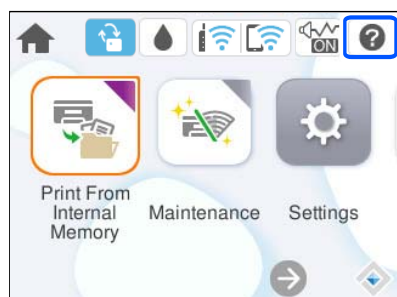 ON
?
Print From
Internal
Memory
Maintenance
Settings